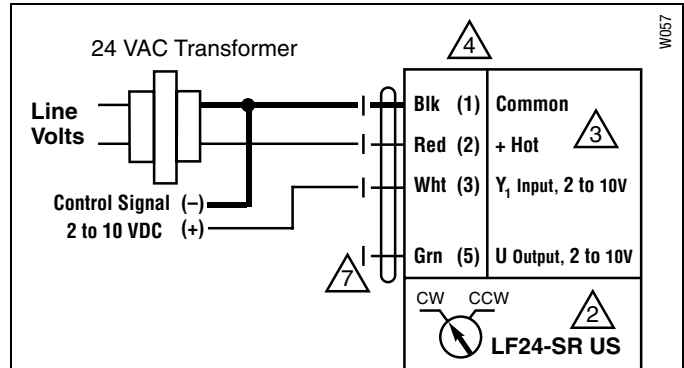 W057
24 VAC Transformer
4
Line
Volts
Blk (1) Common
3
Red (2) + Hot
Wht (3) Y₁ Input, 2 to 10V
Control Signal (–)
2 to 10 VDC (+)
7
Grn (5) U Output, 2 to 10V
CW CCW
2
LF24-SR US